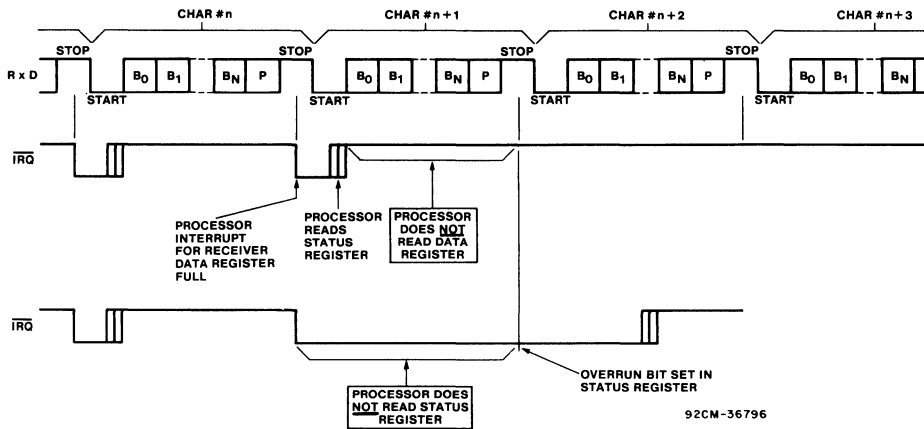 CHAR #n CHAR #n+1 CHAR #n+2 CHAR #n+3
STOP STOP STOP STOP
R x D B0 B1 BN P B0 B1 BN P B0 B1 BN P B0 B1 BN
START START START START
IRQ
PROCESSOR
INTERRUPT
FOR RECEIVER
DATA REGISTER
FULL
PROCESSOR
READS
STATUS
REGISTER
PROCESSOR
DOES NOT
READ DATA
REGISTER
IRQ
OVERRUN BIT SET IN
STATUS REGISTER
PROCESSOR DOES
NOT READ STATUS
REGISTER
92CM-36796